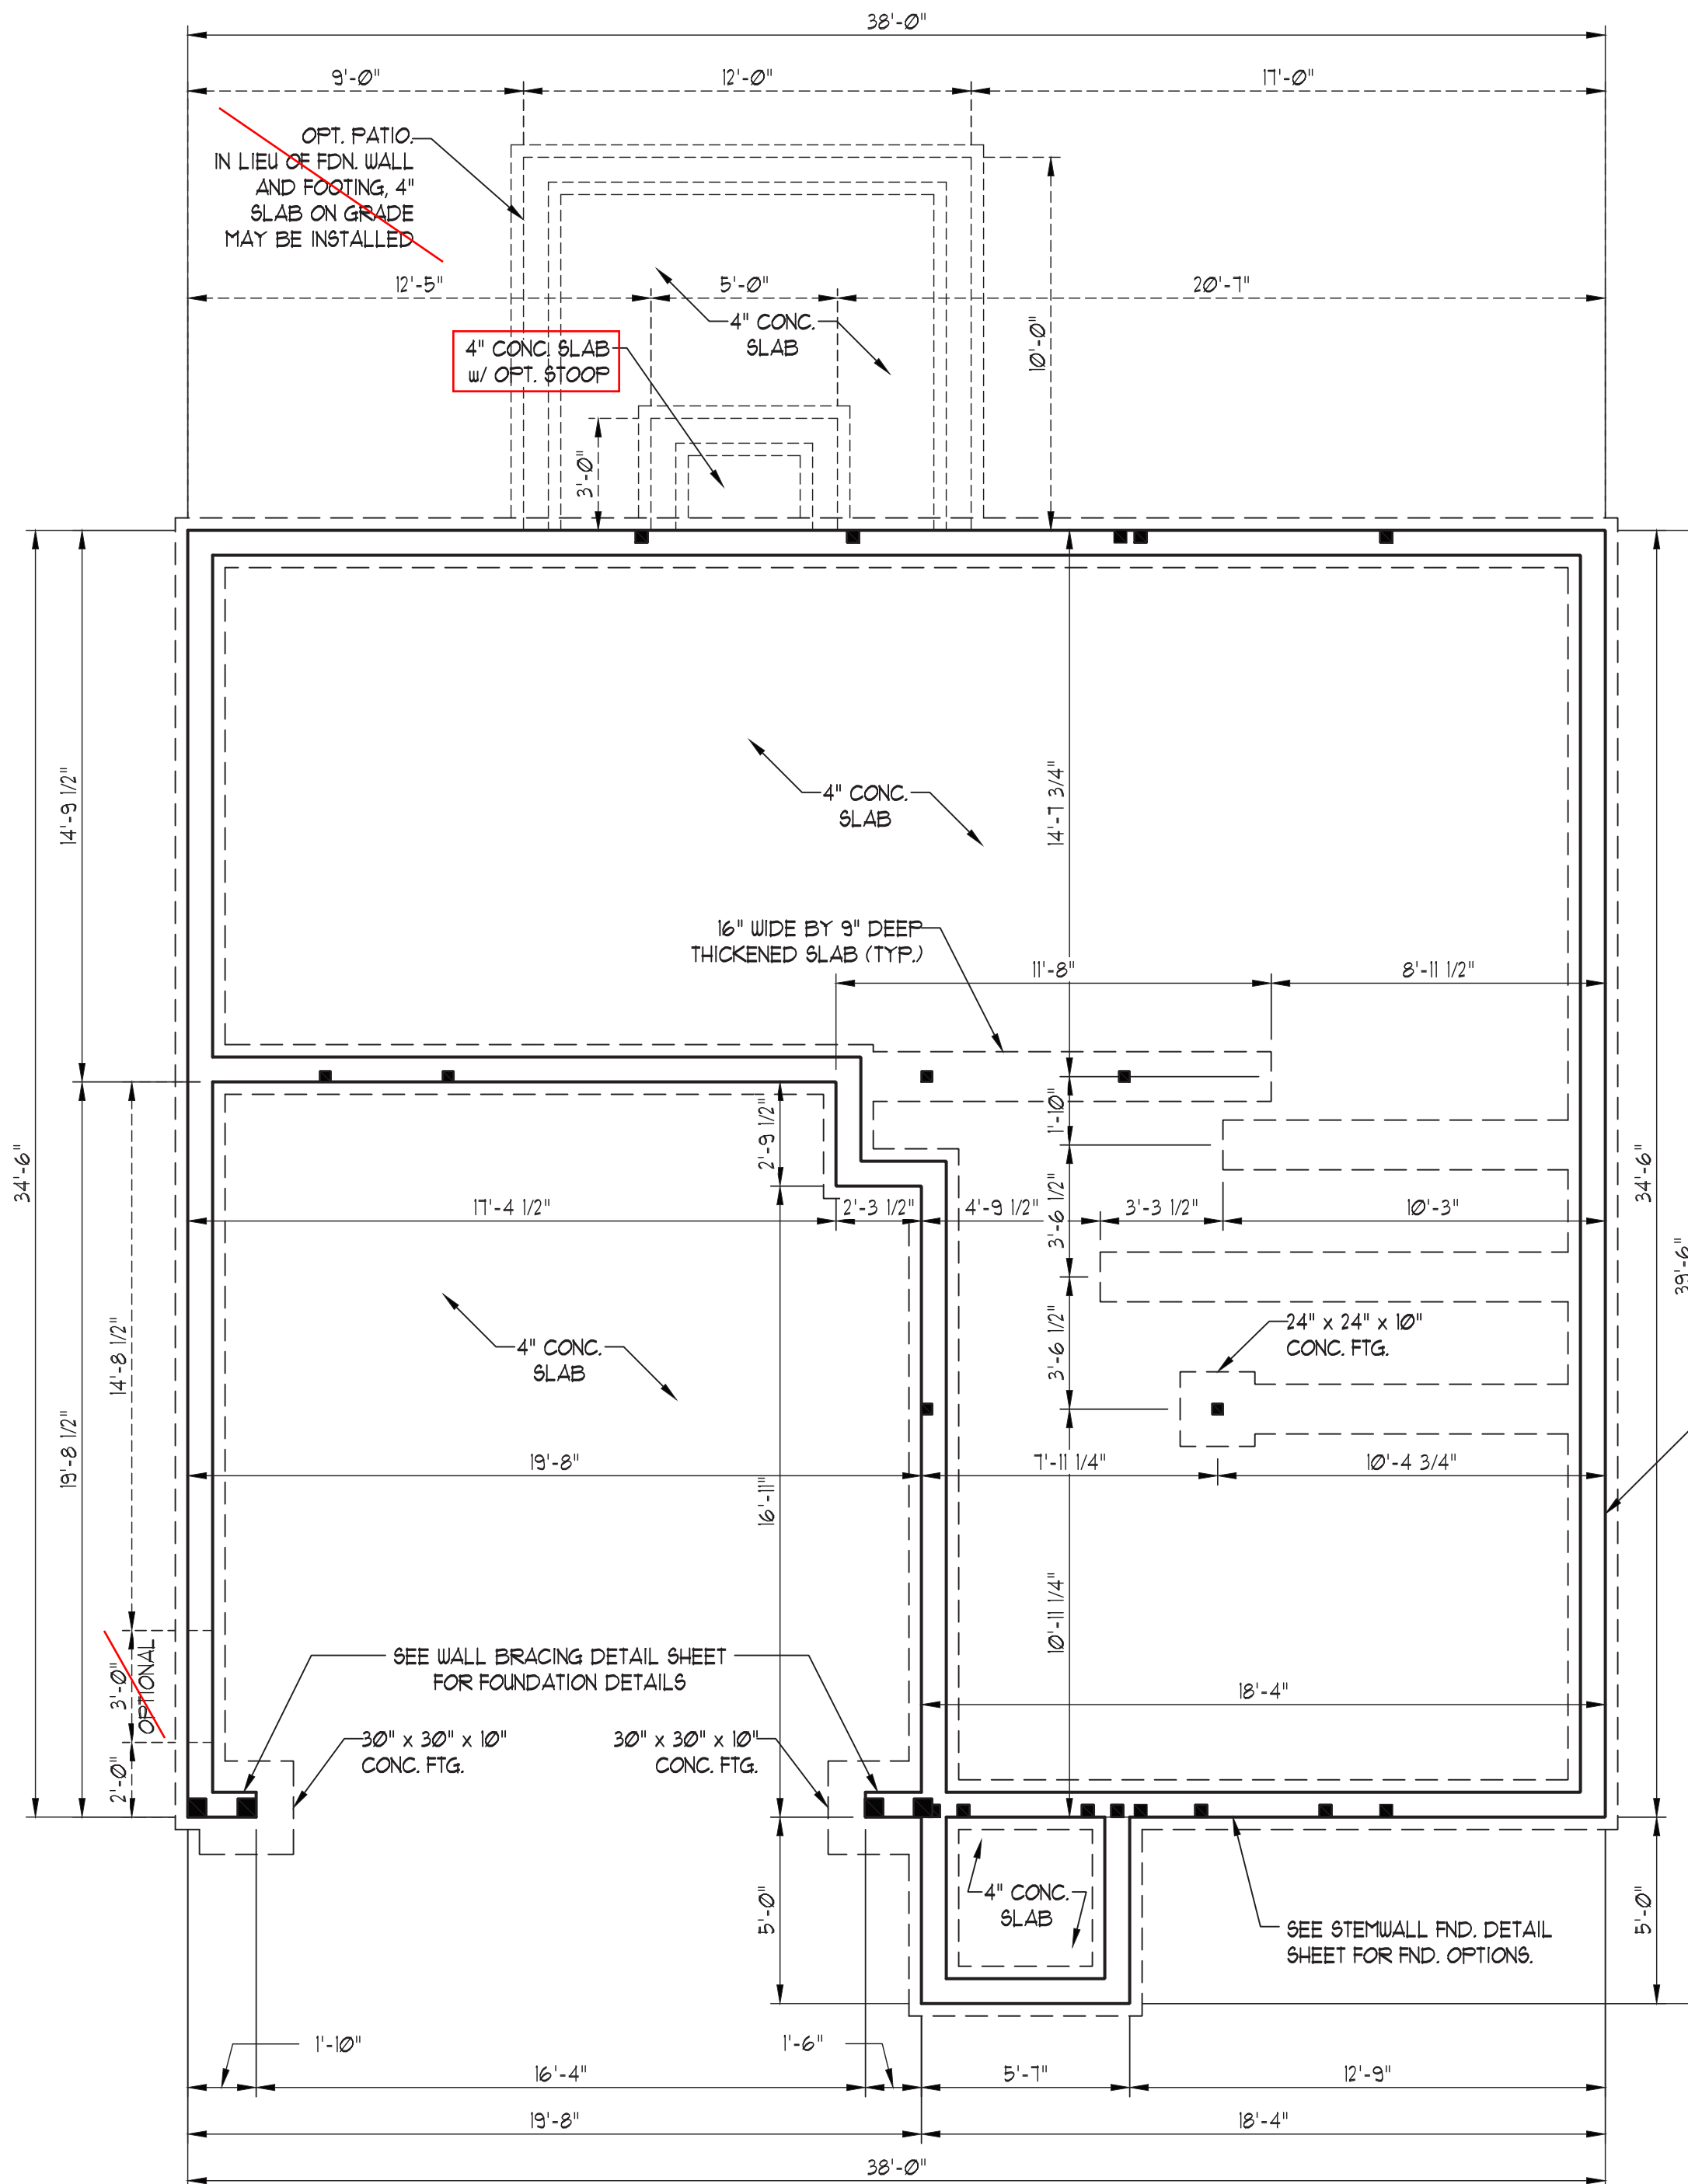 38'-0"
9'-0"
12'-0"
17'-0"
OPT. PATIO.
IN LIEU OF FDN. WALL
AND FOOTING, 4"
SLAB ON GRADE
MAY BE INSTALLED
12'-5"
5'-0"
20'-7"
4" CONC.
SLAB
10'-0"
4" CONC. SLAB
w/ OPT. STOOP
3'-0"
14'-9 1/2"
14'-7 3/4"
4" CONC.
SLAB
16" WIDE BY 9" DEEP
THICKENED SLAB (TYP.)
11'-8"
8'-11 1/2"
1'-10"
2'-9 1/2"
34'-6"
34'-6"
17'-4 1/2"
2'-3 1/2"
4'-9 1/2"
3'-6 1/2"
3'-3 1/2"
10'-3"
39'-6"
14'-8 1/2"
4" CONC.
SLAB
3'-6 1/2"
24" x 24" x 10"
CONC. FTG.
19'-8 1/2"
19'-8"
16'-11"
7'-11 1/4"
10'-4 3/4"
10'-11 1/4"
3'-0"
OPTIONAL
SEE WALL BRACING DETAIL SHEET
FOR FOUNDATION DETAILS
18'-4"
2'-0"
30" x 30" x 10"
CONC. FTG.
30" x 30" x 10"
CONC. FTG.
5'-0"
4" CONC.
SLAB
SEE STEMWALL FND. DETAIL
SHEET FOR FND. OPTIONS.
5'-0"
1'-10"
1'-6"
16'-4"
5'-7"
12'-9"
19'-8"
18'-4"
38'-0"